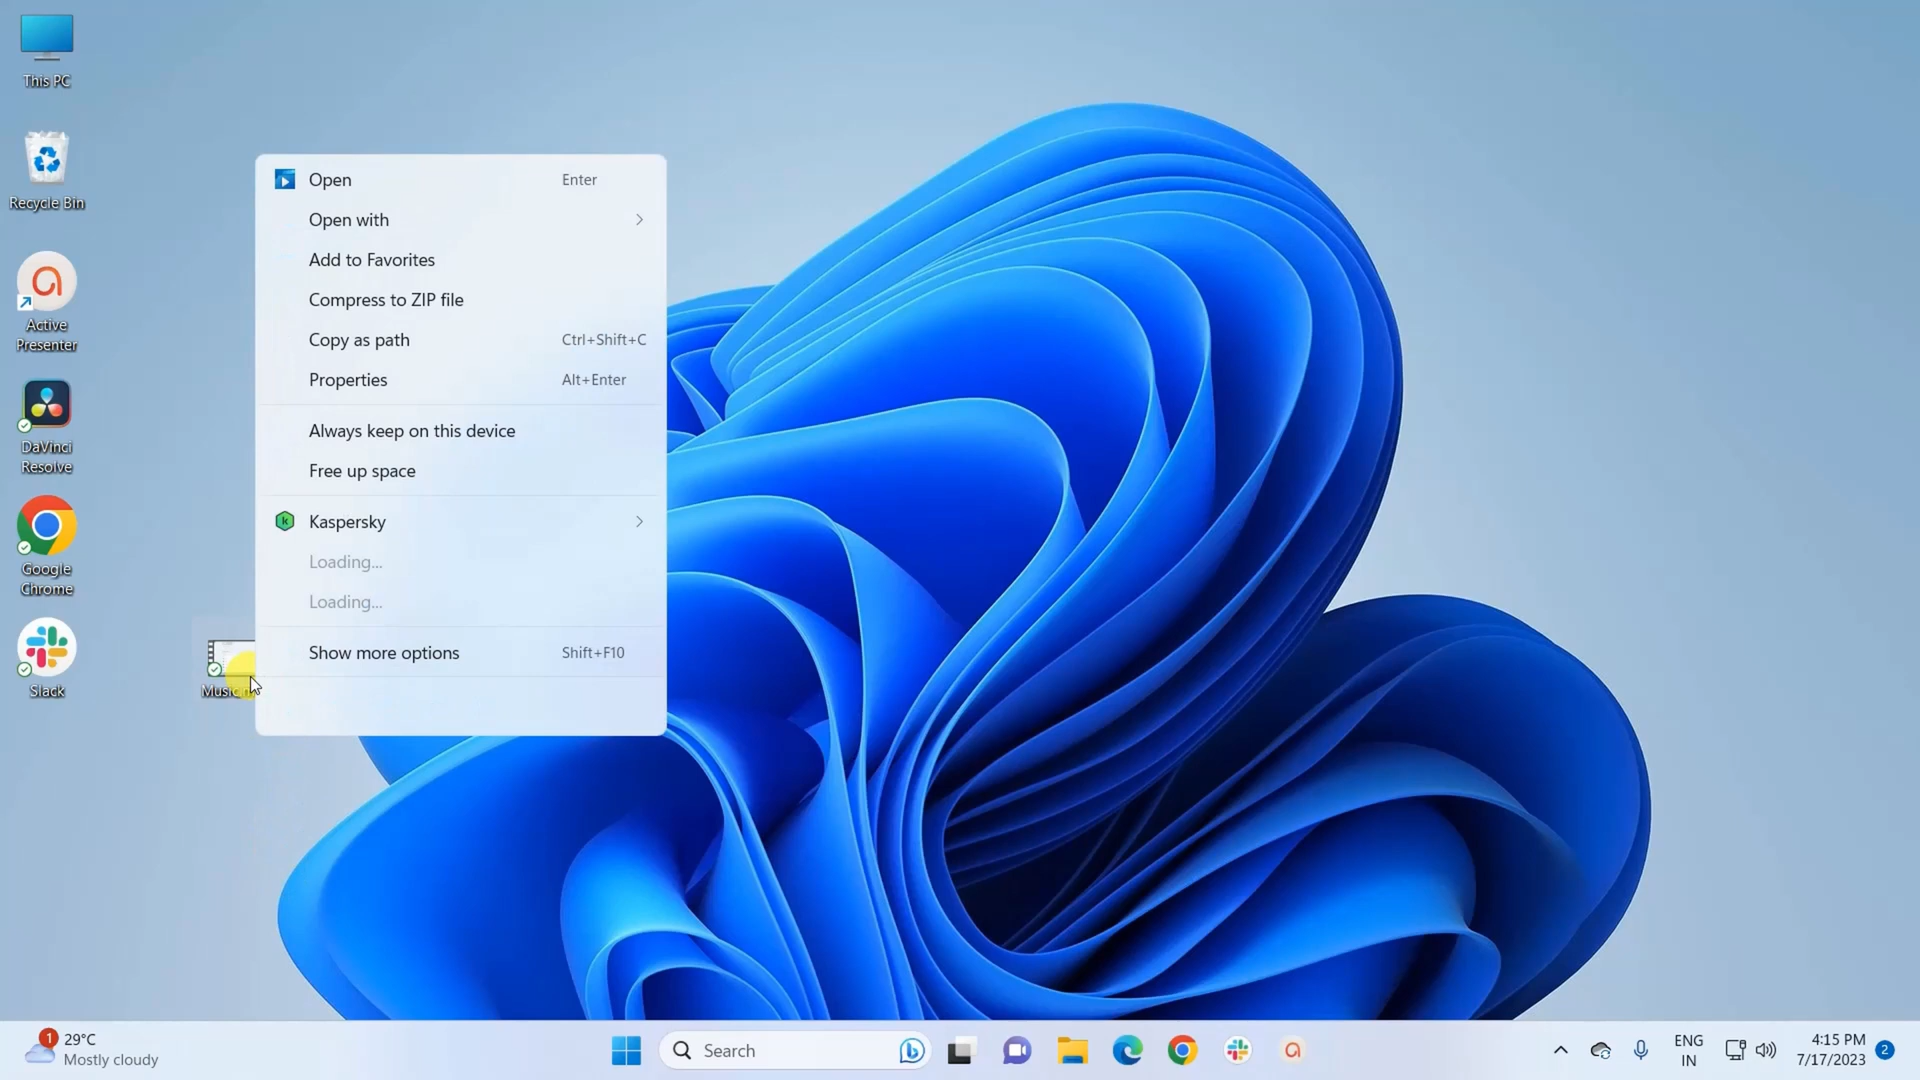 This PC
Recycle Bin
Active
Presenter
DaVinci
Resolve
Google
Chrome
Slack
Open Enter
Open with
Add to Favorites
Compress to ZIP file
Copy as path Ctrl+Shift+C
Properties Alt+Enter
Always keep on this device
Free up space
Kaspersky
Loading...
Loading...
Show more options Shift+F10
1
29°C
Mostly cloudy
Search
ENG
IN
4:15 PM
7/17/2023
2